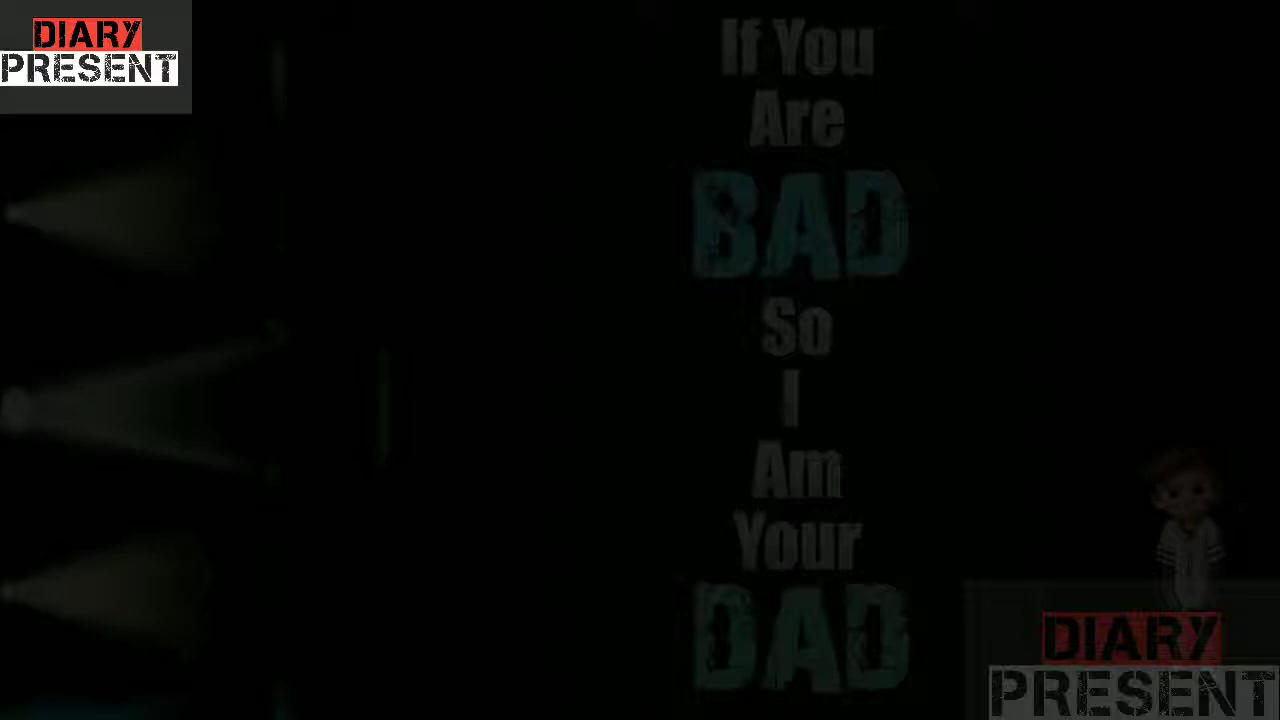 DIARY
PRESENT
If You
Are
BAD
So
I
Am
Your
DAD
DIARY
PRESENT